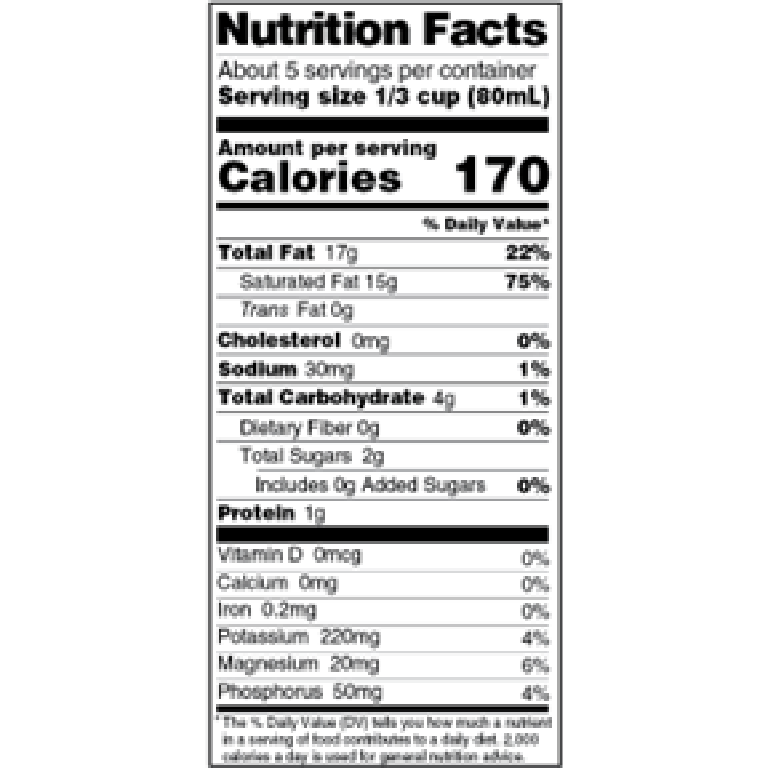 Nutrition Facts
About 5 servings per container
Serving size 1/3 cup (80mL)
Amount per serving
Calories 170
% Daily Value*
Total Fat 17g 22%
Saturated Fat 15g 75%
Trans Fat 0g
Cholesterol 0mg 0%
Sodium 30mg 1%
Total Carbohydrate 4g 1%
Dietary Fiber 0g 0%
Total Sugars 2g
Includes 0g Added Sugars 0%
Protein 1g
Vitamin D 0mcg 0%
Calcium 0mg 0%
Iron 0.2mg 0%
Potassium 220mg 4%
Magnesium 20mg 6%
Phosphorus 50mg 4%
*The % Daily Value (DV) tells you how much a nutrient
in a serving of food contributes to a daily diet. 2,000
calories a day is used for general nutrition advice.